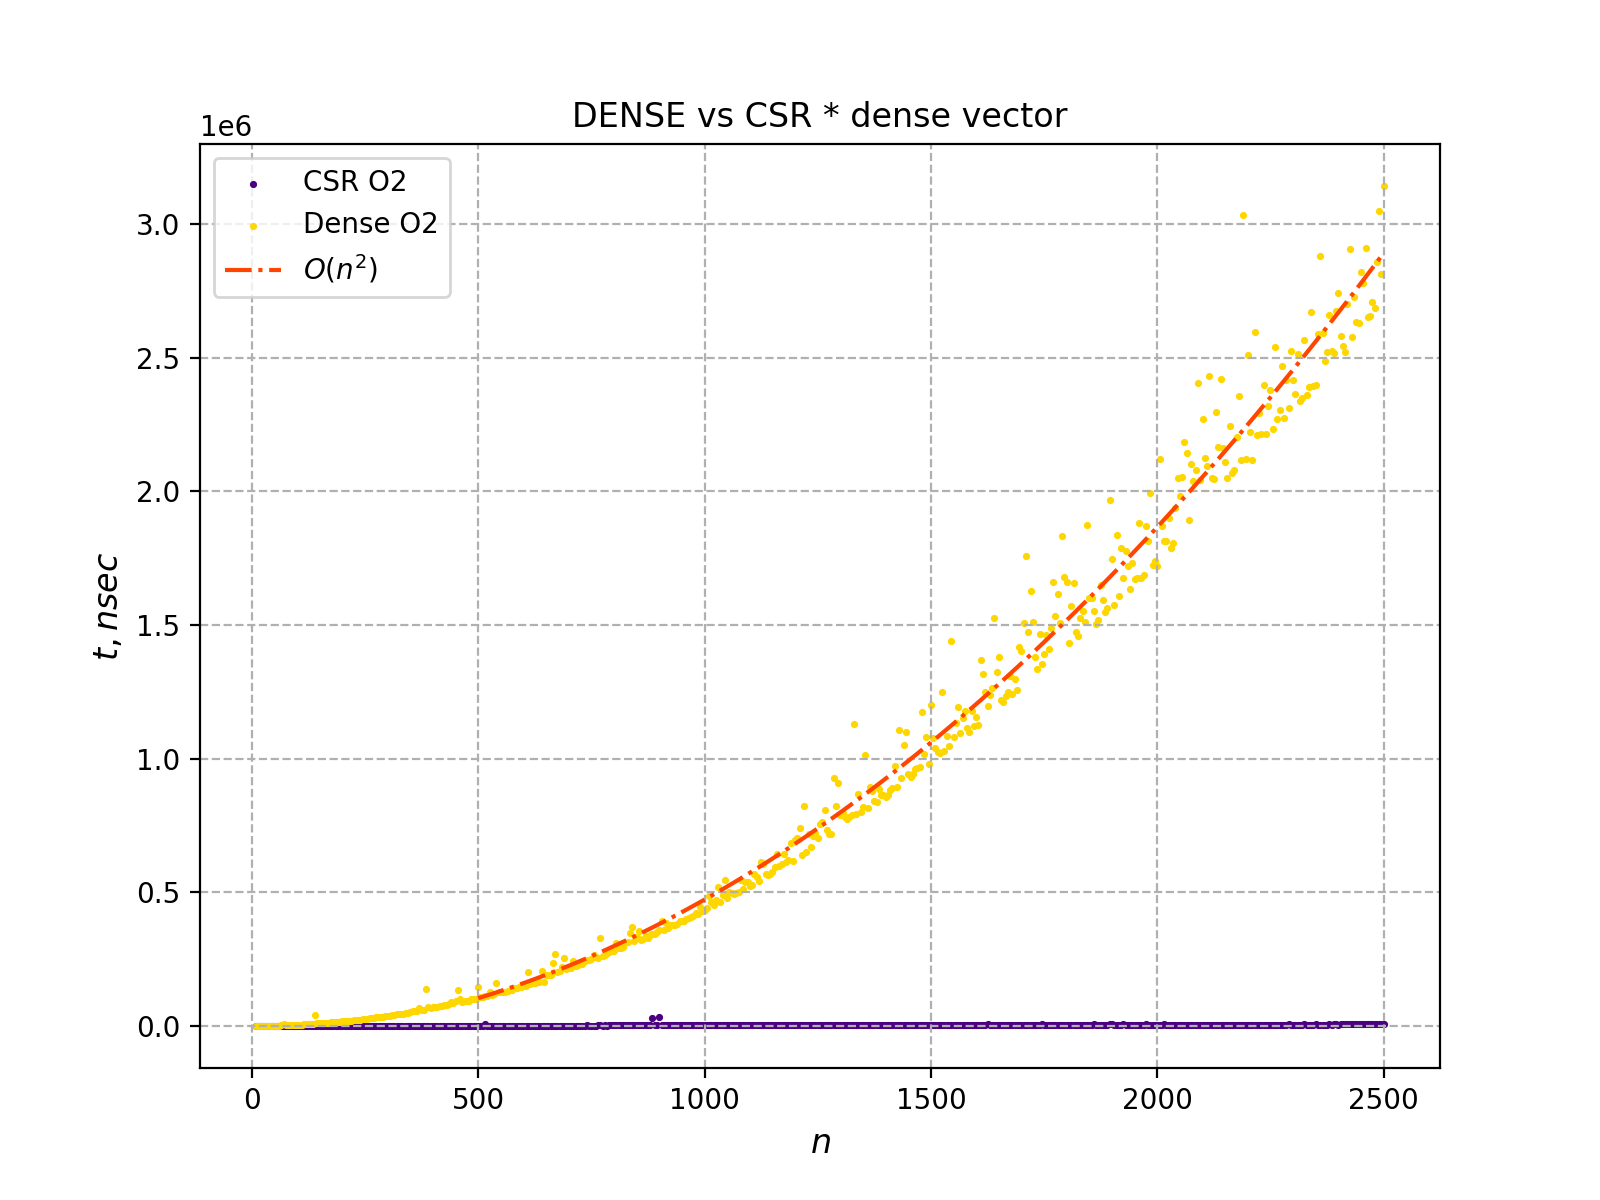 DENSE vs CSR * dense vector
1e6
CSR O2
Dense O2
O(n²)
3.0
2.5
2.0
1.5
1.0
0.5
0.0
t, nsec
0 500 1000 1500 2000 2500
n